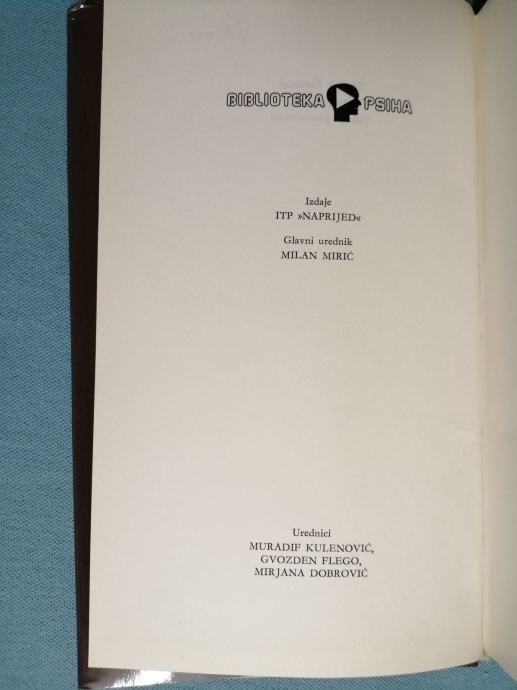 BIBLIOTEKA PSIHA
Izdaje
ITP »NAPRIJED«
Glavni urednik
MILAN MIRIĆ
Urednici
MURADIF KULENOVIĆ,
GVOZDEN FLEGO,
MIRJANA DOBROVIĆ